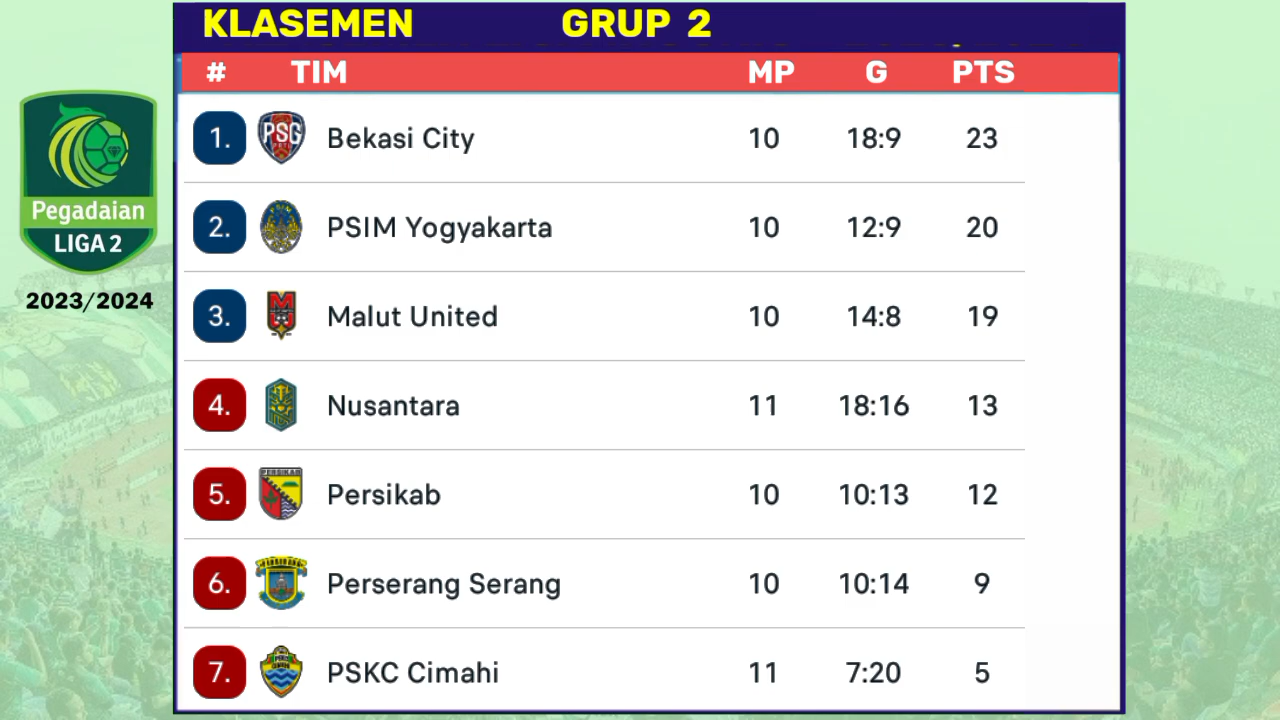 KLASEMEN GRUP 2
# TIM MP G PTS
Pegadaian
LIGA 2
2023/2024
1. PSG Bekasi City 10 18:9 23
2. PSIM PSIM Yogyakarta 10 12:9 20
3. Malut United 10 14:8 19
4. Nusantara 11 18:16 13
5. PERSIKAB Persikab 10 10:13 12
6. Perserang Serang 10 10:14 9
7. PSKC Cimahi 11 7:20 5